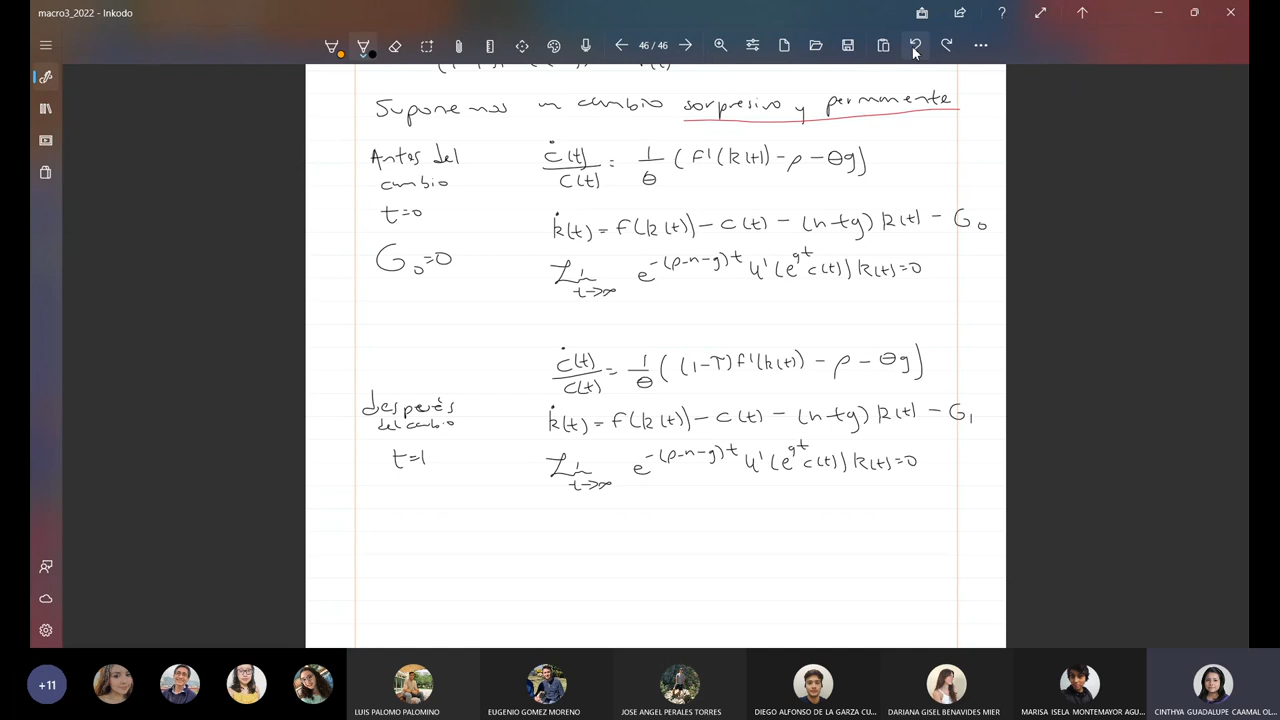 macro3_2022 - Inkodo
46 / 46
Suponemos un cambio sorpresivo y permanente
Antes del cambio
t=0
G₀=0
ċ(t)/c(t) = 1/θ (f'(k(t)) - ρ - θg)
k̇(t) = f(k(t)) - c(t) - (n+g) k(t) - G₀
Lim t→∞ e^{-(ρ-n-g)t} u'(e^{gt} c(t)) k(t) = 0
después del cambio
t=1
ċ(t)/c(t) = 1/θ ((1-τ) f'(k(t)) - ρ - θg)
k̇(t) = f(k(t)) - c(t) - (n+g) k(t) - G₁
Lim t→∞ e^{-(ρ-n-g)t} u'(e^{gt} c(t)) k(t) = 0
+11
LUIS PALOMO PALOMINO
EUGENIO GOMEZ MORENO
JOSE ANGEL PERALES TORRES
DIEGO ALFONSO DE LA GARZA CU...
DARIANA GISEL BENAVIDES MIER
MARISA ISELA MONTEMAYOR AGU...
CINTHYA GUADALUPE CAAMAL OL...